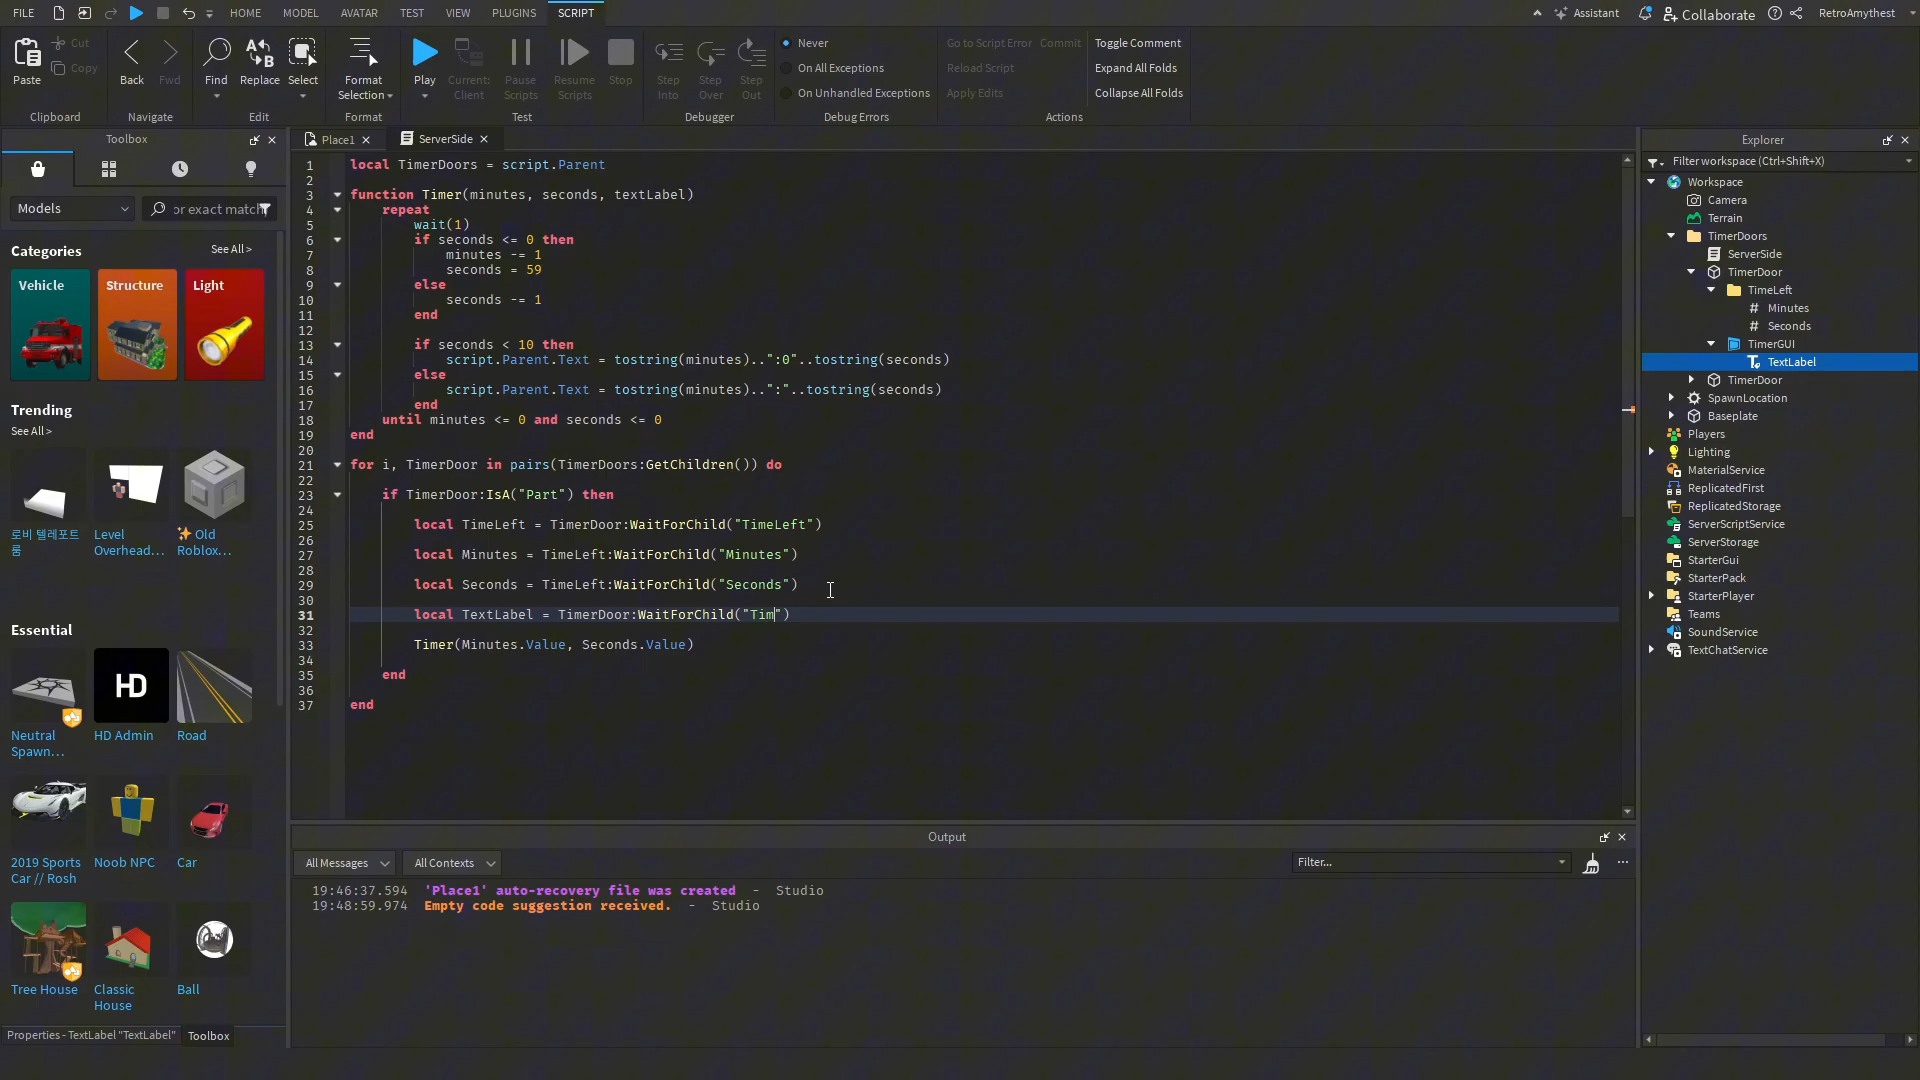 FILE HOME MODEL AVATAR TEST VIEW PLUGINS SCRIPT Assistant Collaborate RetroAmythest
Paste Cut Copy Back Fwd Find Replace Select Format Selection Play Current: Client Pause Scripts Resume Scripts Stop Step Into Step Over Step Out
Never
On All Exceptions
On Unhandled Exceptions
Go to Script Error Commit
Reload Script
Apply Edits
Toggle Comment
Expand All Folds
Collapse All Folds
Clipboard Navigate Edit Format Test Debugger Debug Errors Actions
Toolbox
Models or exact match
Categories See All >
Vehicle Structure Light
Trending
See All >
로비 텔레포트 룸
Level Overhead...
✨ Old Roblox...
Essential
HD
Neutral Spawn...
HD Admin
Road
2019 Sports Car // Rosh
Noob NPC
Car
Tree House
Classic House
Ball
Properties - TextLabel "TextLabel" Toolbox
Place1 ServerSide
1 local TimerDoors = script.Parent
2
3 function Timer(minutes, seconds, textLabel)
4 repeat
5 wait(1)
6 if seconds <= 0 then
7 minutes -= 1
8 seconds = 59
9 else
10 seconds -= 1
11 end
12
13 if seconds < 10 then
14 script.Parent.Text = tostring(minutes)..":0"..tostring(seconds)
15 else
16 script.Parent.Text = tostring(minutes)..":"..tostring(seconds)
17 end
18 until minutes <= 0 and seconds <= 0
19 end
20
21 for i, TimerDoor in pairs(TimerDoors:GetChildren()) do
22
23 if TimerDoor:IsA("Part") then
24
25 local TimeLeft = TimerDoor:WaitForChild("TimeLeft")
26
27 local Minutes = TimeLeft:WaitForChild("Minutes")
28
29 local Seconds = TimeLeft:WaitForChild("Seconds")
30
31 local TextLabel = TimerDoor:WaitForChild("Tim")
32
33 Timer(Minutes.Value, Seconds.Value)
34
35 end
36
37 end
Output
All Messages All Contexts Filter...
19:46:37.594 'Place1' auto-recovery file was created - Studio
19:48:59.974 Empty code suggestion received. - Studio
Explorer
Filter workspace (Ctrl+Shift+X)
Workspace
Camera
Terrain
TimerDoors
ServerSide
TimerDoor
TimeLeft
# Minutes
# Seconds
TimerGUI
TextLabel
TimerDoor
SpawnLocation
Baseplate
Players
Lighting
MaterialService
ReplicatedFirst
ReplicatedStorage
ServerScriptService
ServerStorage
StarterGui
StarterPack
StarterPlayer
Teams
SoundService
TextChatService